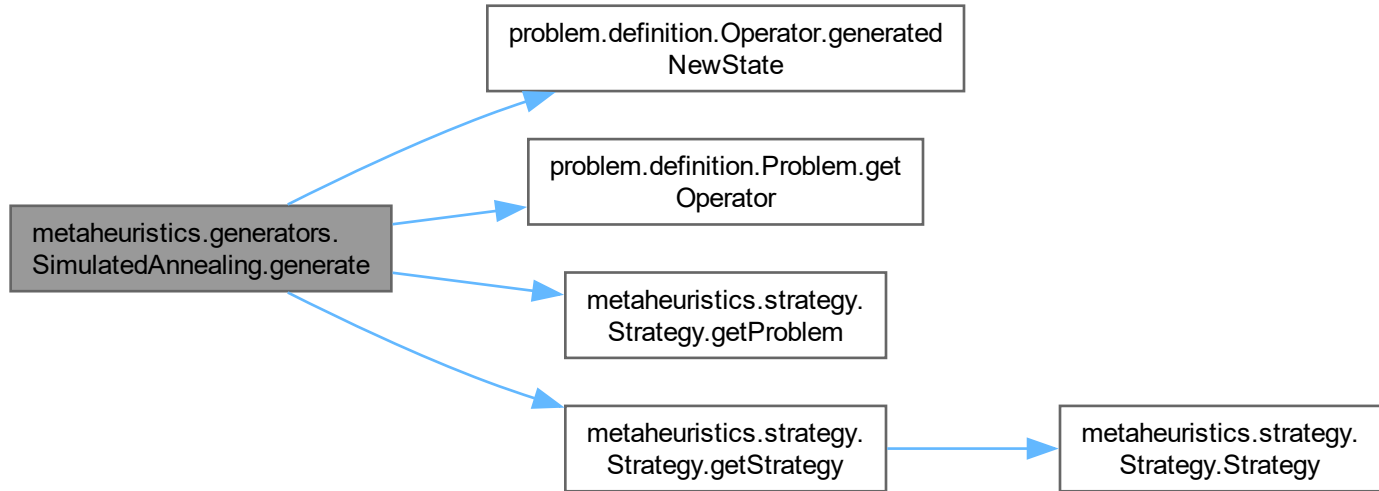 problem.definition.Operator.generated
NewState
problem.definition.Problem.get
Operator
metaheuristics.generators.
SimulatedAnnealing.generate
metaheuristics.strategy.
Strategy.getProblem
metaheuristics.strategy.
Strategy.getStrategy
metaheuristics.strategy.
Strategy.Strategy